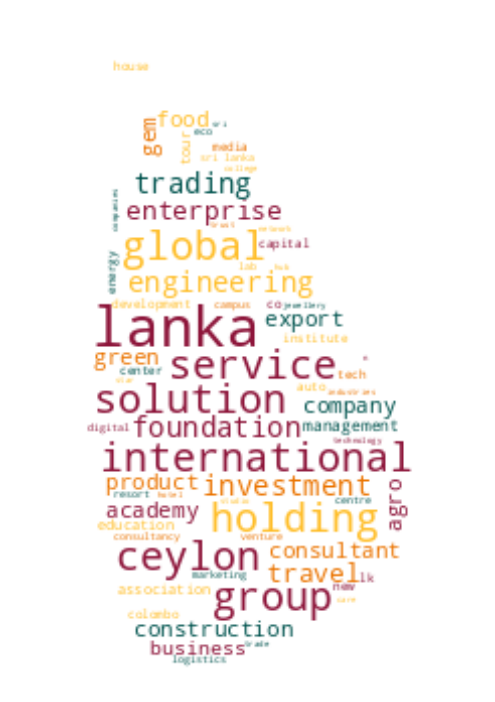 house
gem food sri
eco
tour media
sri lanka
college
trading
companies enterprise
travel network
global capital
energy lab hub
engineering
development campus co jewellery
lanka export
institute
green service
center tech
star auto industries
solution company
digital foundation management
technology
international
product investment
resort hotel studio centre
academy holding agro
education
consultancy venture
ceylon consultant
marketing travel lk
association group new
care
colombo
construction
business trade
logistics